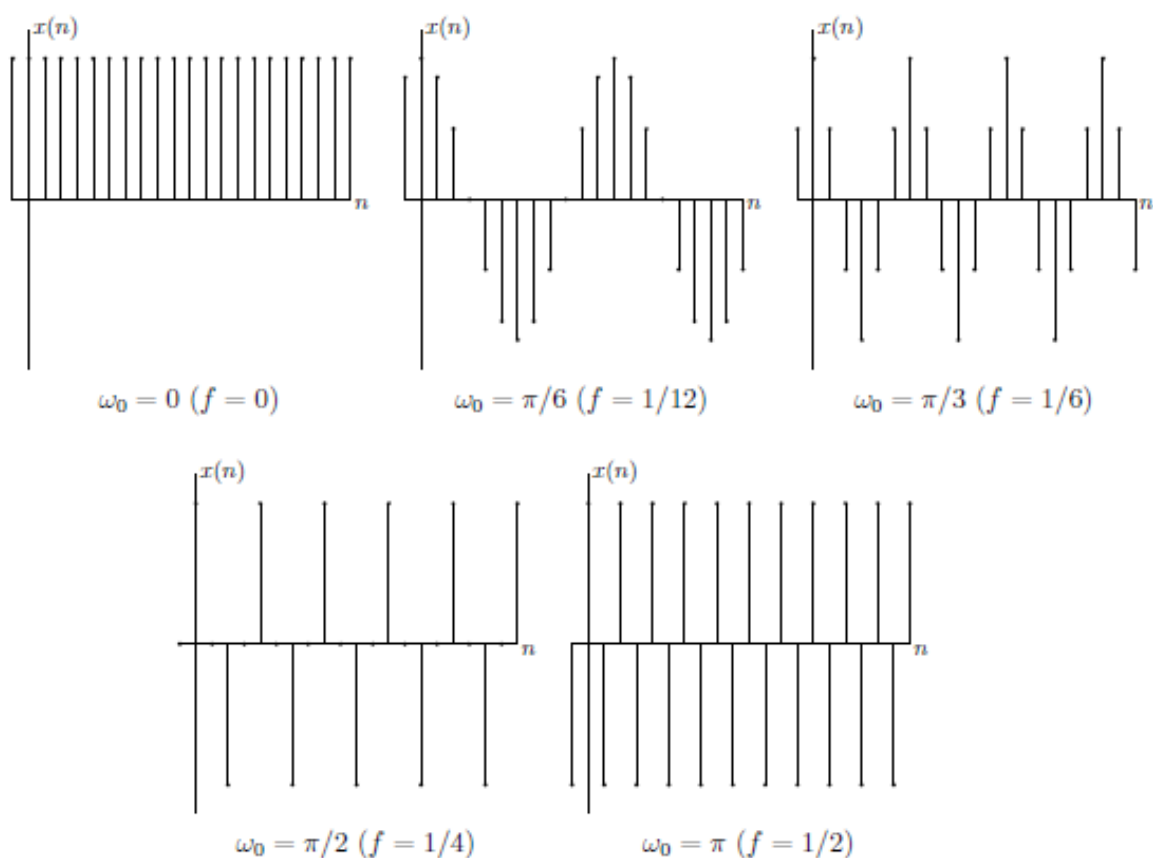 x(n)
n
ω₀ = 0 (f = 0)
x(n)
n
ω₀ = π/6 (f = 1/12)
x(n)
n
ω₀ = π/3 (f = 1/6)
x(n)
n
ω₀ = π/2 (f = 1/4)
x(n)
n
ω₀ = π (f = 1/2)